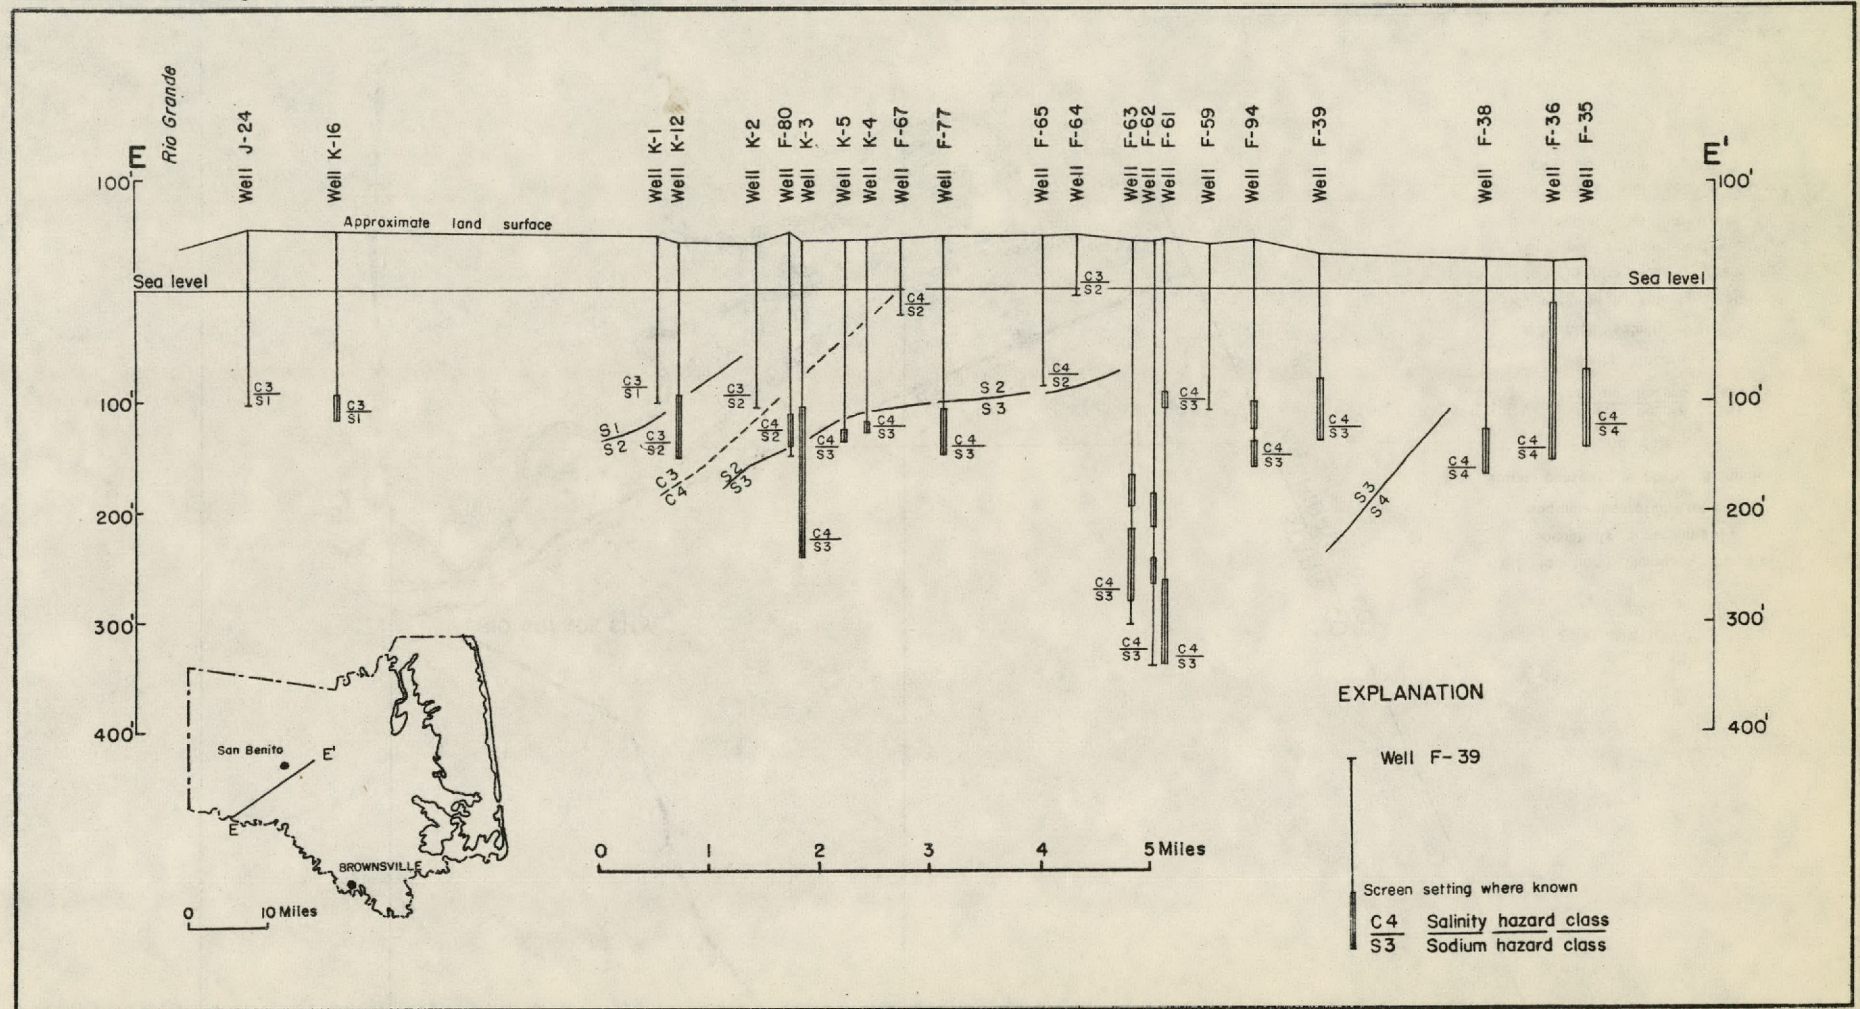 Rio Grande
Well J-24
Well K-16
Well K-1
Well K-12
Well K-2
Well F-80
Well K-3
Well K-5
Well K-4
Well F-67
Well F-77
Well F-65
Well F-64
Well F-63
Well F-62
Well F-61
Well F-59
Well F-94
Well F-39
Well F-38
Well F-36
Well F-35
E
E'
100'
100'
Approximate land surface
Sea level
Sea level
C3
S2
C4
S2
C3
S1
C3
S1
C3
S1
C3
S2
C4
S2
C4
S3
100'
100'
S2
S3
S1
S2
C3
S2
C4
S2
C4
S3
C4
S3
C4
S3
C4
S3
C4
S3
C4
S4
C4
S4
C4
S4
C3
C4
S2
S3
S3
S4
200'
200'
C4
S3
C4
S3
300'
300'
C4
S3
C4
S3
400'
400'
San Benito
E'
E
BROWNSVILLE
0 10 Miles
0 1 2 3 4 5 Miles
EXPLANATION
Well F-39
Screen setting where known
C4 Salinity hazard class
S3 Sodium hazard class